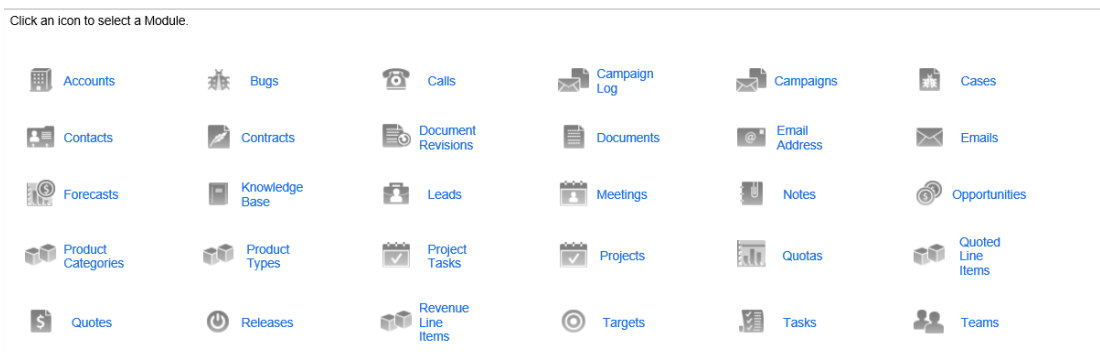 Click an icon to select a Module.
Accounts
Bugs
Calls
Campaign
Log
Campaigns
Cases
Contacts
Contracts
Document
Revisions
Documents
Email
Address
Emails
Forecasts
Knowledge
Base
Leads
Meetings
Notes
Opportunities
Product
Categories
Product
Types
Project
Tasks
Projects
Quotas
Quoted
Line
Items
Quotes
Releases
Revenue
Line
Items
Targets
Tasks
Teams